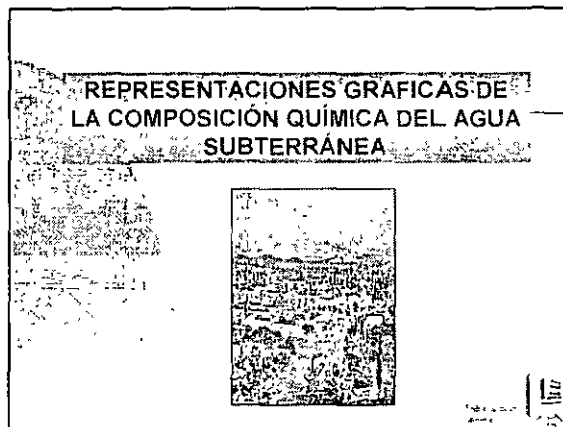 REPRESENTACIONES GRAFICAS DE
LA COMPOSICIÓN QUÍMICA DEL AGUA
SUBTERRÁNEA